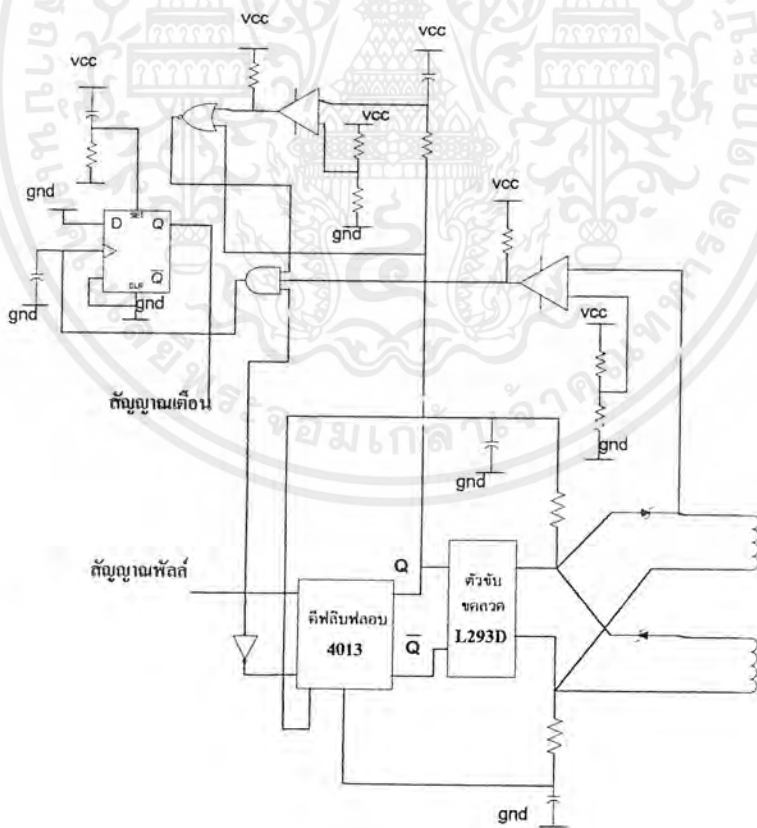 vcc
vcc
vcc
vcc
vcc
gnd
gnd
D
SET
Q
CLR
Q̅
gnd
gnd
vcc
gnd
สัญญาณเตือน
gnd
สัญญาณพัลส์
ดีฟลิบฟลอบ
4013
Q
Q̅
ตัวขับ
ขดลวด
L293D
gnd